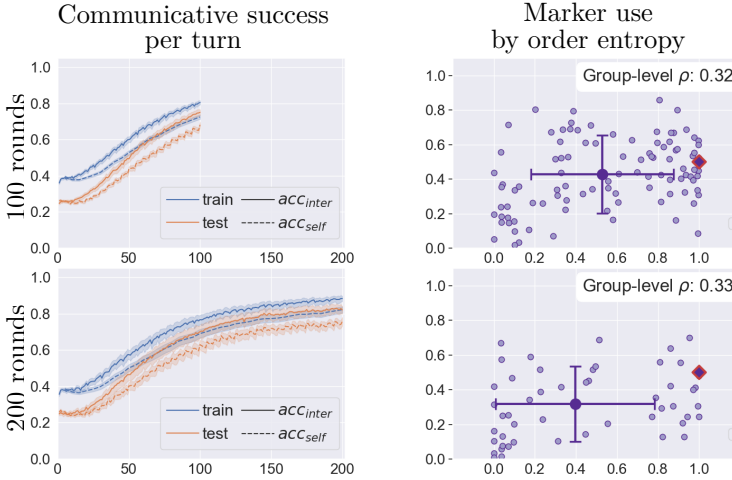 Communicative success
per turn
Marker use
by order entropy
100 rounds
1.0
0.8
0.6
0.4
0.2
0.0
0
50
100
150
200
train
acc_inter
test
acc_self
Group-level ρ: 0.32
1.0
0.8
0.6
0.4
0.2
0.0
0.0 0.2 0.4 0.6 0.8 1.0
200 rounds
1.0
0.8
0.6
0.4
0.2
0.0
0
50
100
150
200
train
acc_inter
test
acc_self
Group-level ρ: 0.33
1.0
0.8
0.6
0.4
0.2
0.0
0.0 0.2 0.4 0.6 0.8 1.0